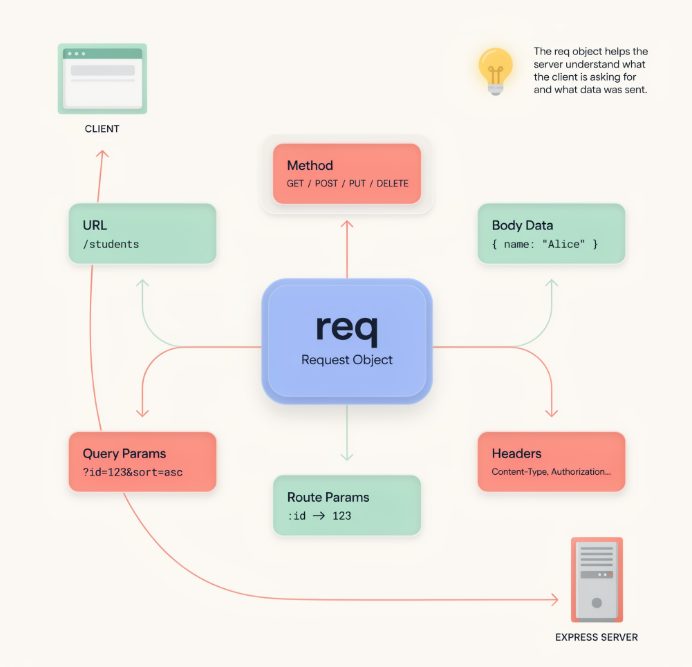 The req object helps the
server understand what
the client is asking for
and what data was sent.
CLIENT
Method
GET / POST / PUT / DELETE
URL
/students
Body Data
{ name: "Alice" }
req
Request Object
Query Params
?id=123&sort=asc
Headers
Content-Type, Authorization...
Route Params
:id → 123
EXPRESS SERVER